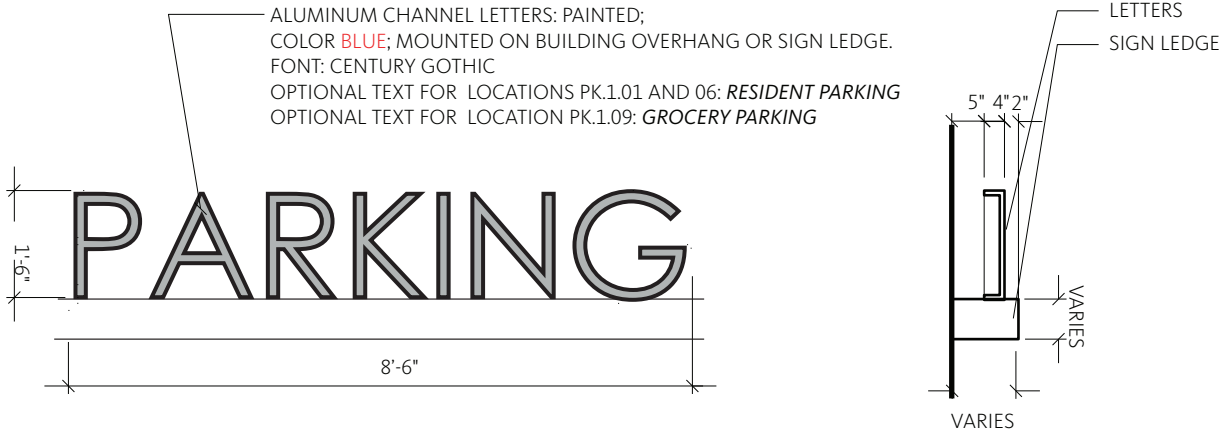 ALUMINUM CHANNEL LETTERS: PAINTED;
COLOR BLUE; MOUNTED ON BUILDING OVERHANG OR SIGN LEDGE.
FONT: CENTURY GOTHIC
OPTIONAL TEXT FOR LOCATIONS PK.1.01 AND 06: RESIDENT PARKING
OPTIONAL TEXT FOR LOCATION PK.1.09: GROCERY PARKING
LETTERS
SIGN LEDGE
5" 4" 2"
PARKING
1'-6"
8'-6"
VARIES
VARIES